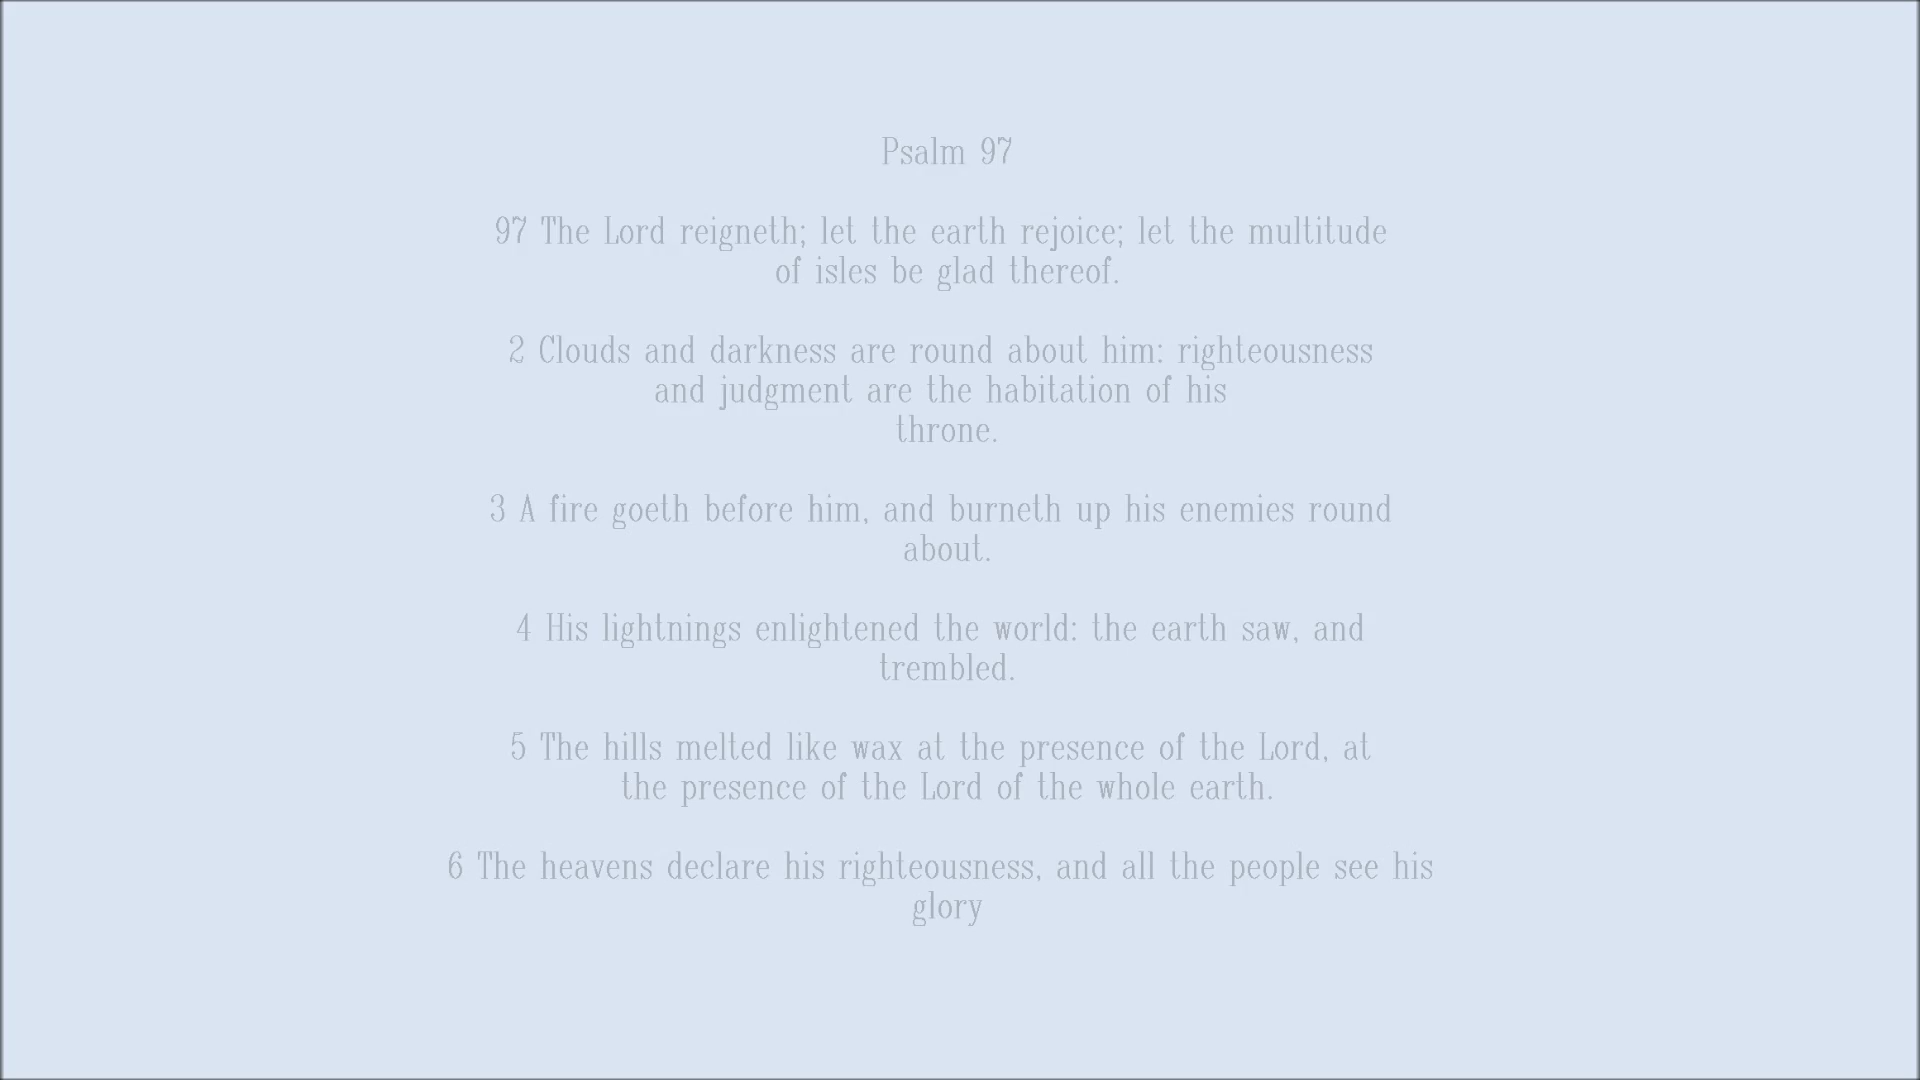 Psalm 97
97 The Lord reigneth; let the earth rejoice; let the multitude
of isles be glad thereof.
2 Clouds and darkness are round about him: righteousness
and judgment are the habitation of his
throne.
3 A fire goeth before him, and burneth up his enemies round
about.
4 His lightnings enlightened the world: the earth saw, and
trembled.
5 The hills melted like wax at the presence of the Lord, at
the presence of the Lord of the whole earth.
6 The heavens declare his righteousness, and all the people see his
glory